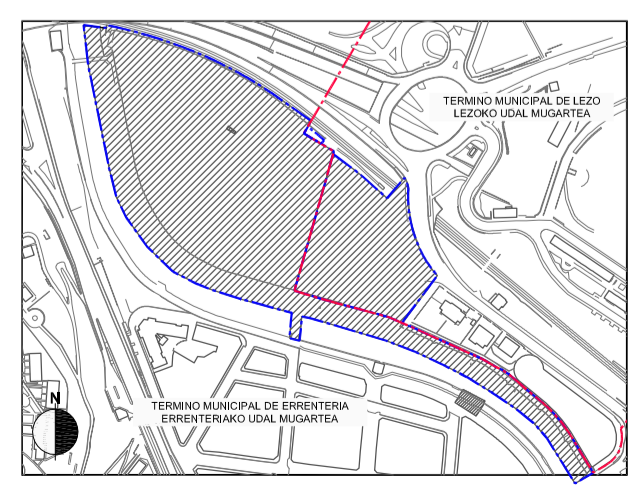 TERMINO MUNICIPAL DE LEZO
LEZOKO UDAL MUGARTEA
N
TERMINO MUNICIPAL DE ERRENTERIA
ERRENTERIAKO UDAL MUGARTEA